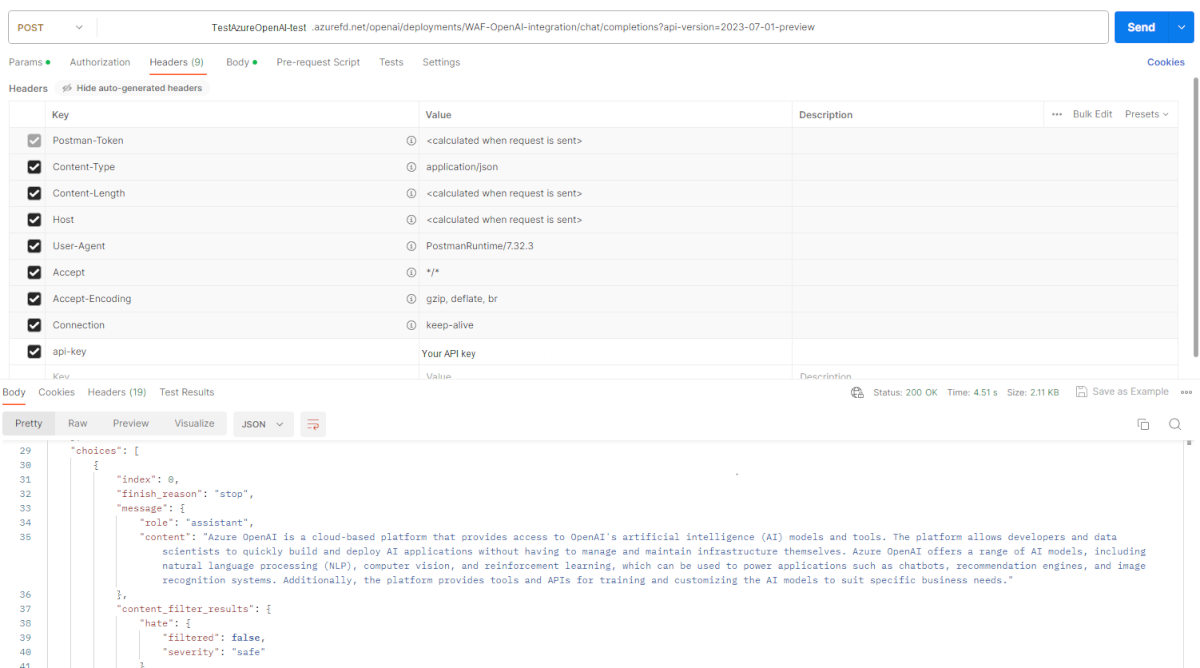 POST TestAzureOpenAI-test .azurefd.net/openai/deployments/WAF-OpenAI-integration/chat/completions?api-version=2023-07-01-preview Send
Params Authorization Headers (9) Body Pre-request Script Tests Settings Cookies
Headers Hide auto-generated headers
Key Value Description ••• Bulk Edit Presets
Postman-Token <calculated when request is sent>
Content-Type application/json
Content-Length <calculated when request is sent>
Host <calculated when request is sent>
User-Agent PostmanRuntime/7.32.3
Accept */*
Accept-Encoding gzip, deflate, br
Connection keep-alive
api-key Your API key
Key Value Description
Body Cookies Headers (19) Test Results Status: 200 OK Time: 4.51 s Size: 2.11 KB Save as Example •••
Pretty Raw Preview Visualize JSON
29 "choices": [
30 {
31 "index": 0,
32 "finish_reason": "stop",
33 "message": {
34 "role": "assistant",
35 "content": "Azure OpenAI is a cloud-based platform that provides access to OpenAI's artificial intelligence (AI) models and tools. The platform allows developers and data
scientists to quickly build and deploy AI applications without having to manage and maintain infrastructure themselves. Azure OpenAI offers a range of AI models, including
natural language processing (NLP), computer vision, and reinforcement learning, which can be used to power applications such as chatbots, recommendation engines, and image
recognition systems. Additionally, the platform provides tools and APIs for training and customizing the AI models to suit specific business needs."
36 },
37 "content_filter_results": {
38 "hate": {
39 "filtered": false,
40 "severity": "safe"
41 }